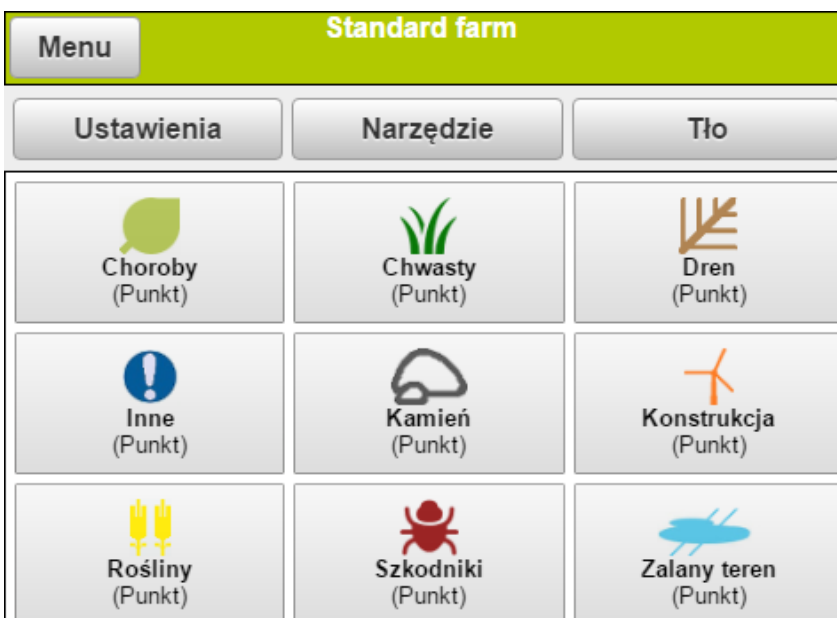 Standard farm
Menu
Ustawienia Narzędzie Tło
Choroby Chwasty Dren
(Punkt) (Punkt) (Punkt)
Inne Kamień Konstrukcja
(Punkt) (Punkt) (Punkt)
Rośliny Szkodniki Zalany teren
(Punkt) (Punkt) (Punkt)